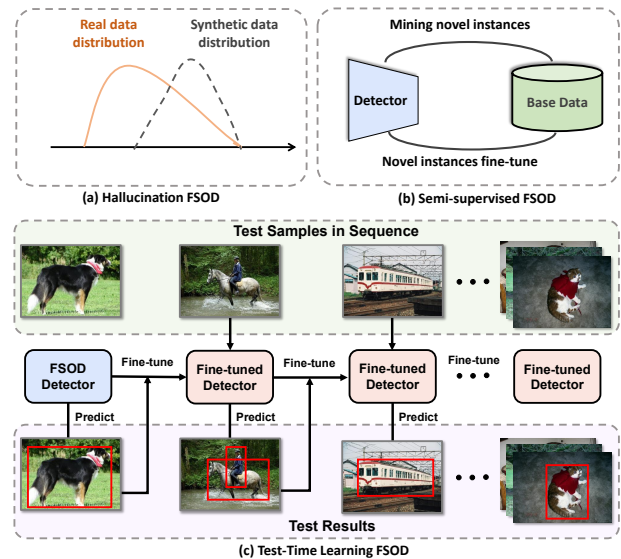 Real data
distribution
Synthetic data
distribution
(a) Hallucination FSOD
Mining novel instances
Detector
Base Data
Novel instances fine-tune
(b) Semi-supervised FSOD
Test Samples in Sequence
FSOD
Detector
Fine-tune
Fine-tuned
Detector
Fine-tune
Fine-tuned
Detector
Fine-tune
Fine-tuned
Detector
Predict
Predict
Predict
Test Results
(c) Test-Time Learning FSOD